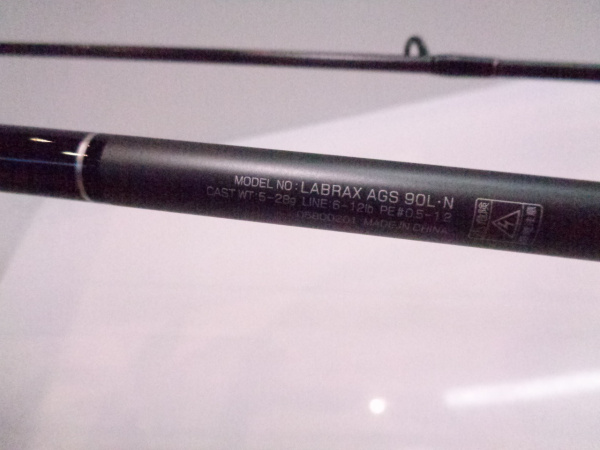 MODEL NO: LABRAX AGS 90L·N
CAST WT: 5-28g LINE 6-12lb PE#0.5-1.2
MADE IN CHINA